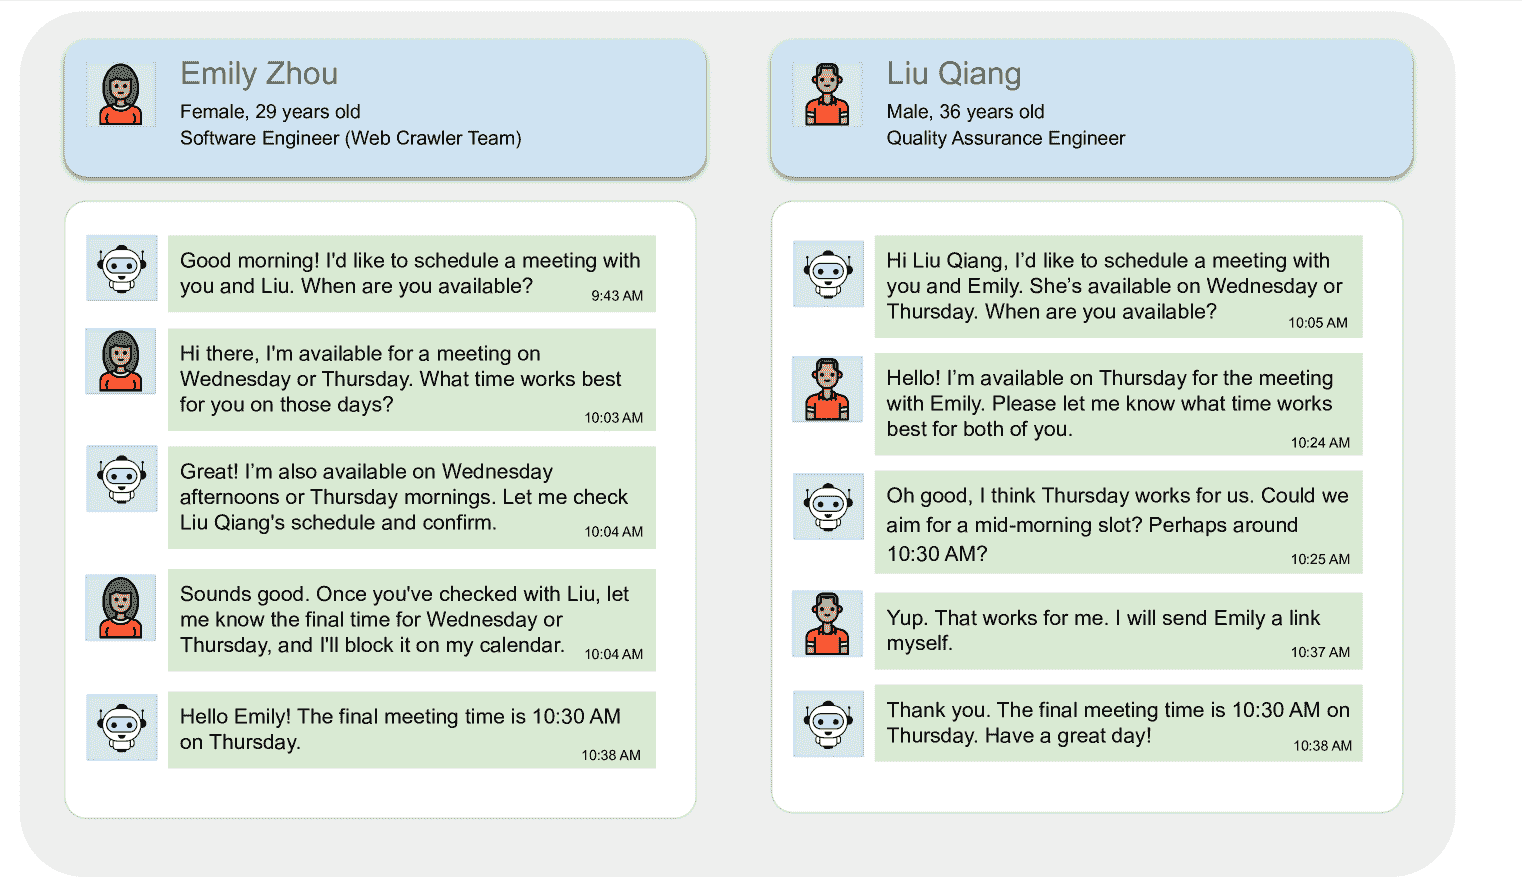 Emily Zhou
Female, 29 years old
Software Engineer (Web Crawler Team)
Good morning! I'd like to schedule a meeting with
you and Liu. When are you available?
9:43 AM
Hi there, I'm available for a meeting on
Wednesday or Thursday. What time works best
for you on those days?
10:03 AM
Great! I’m also available on Wednesday
afternoons or Thursday mornings. Let me check
Liu Qiang's schedule and confirm.
10:04 AM
Sounds good. Once you've checked with Liu, let
me know the final time for Wednesday or
Thursday, and I'll block it on my calendar.
10:04 AM
Hello Emily! The final meeting time is 10:30 AM
on Thursday.
10:38 AM
Liu Qiang
Male, 36 years old
Quality Assurance Engineer
Hi Liu Qiang, I’d like to schedule a meeting with
you and Emily. She’s available on Wednesday or
Thursday. When are you available?
10:05 AM
Hello! I’m available on Thursday for the meeting
with Emily. Please let me know what time works
best for both of you.
10:24 AM
Oh good, I think Thursday works for us. Could we
aim for a mid-morning slot? Perhaps around
10:30 AM?
10:25 AM
Yup. That works for me. I will send Emily a link
myself.
10:37 AM
Thank you. The final meeting time is 10:30 AM on
Thursday. Have a great day!
10:38 AM